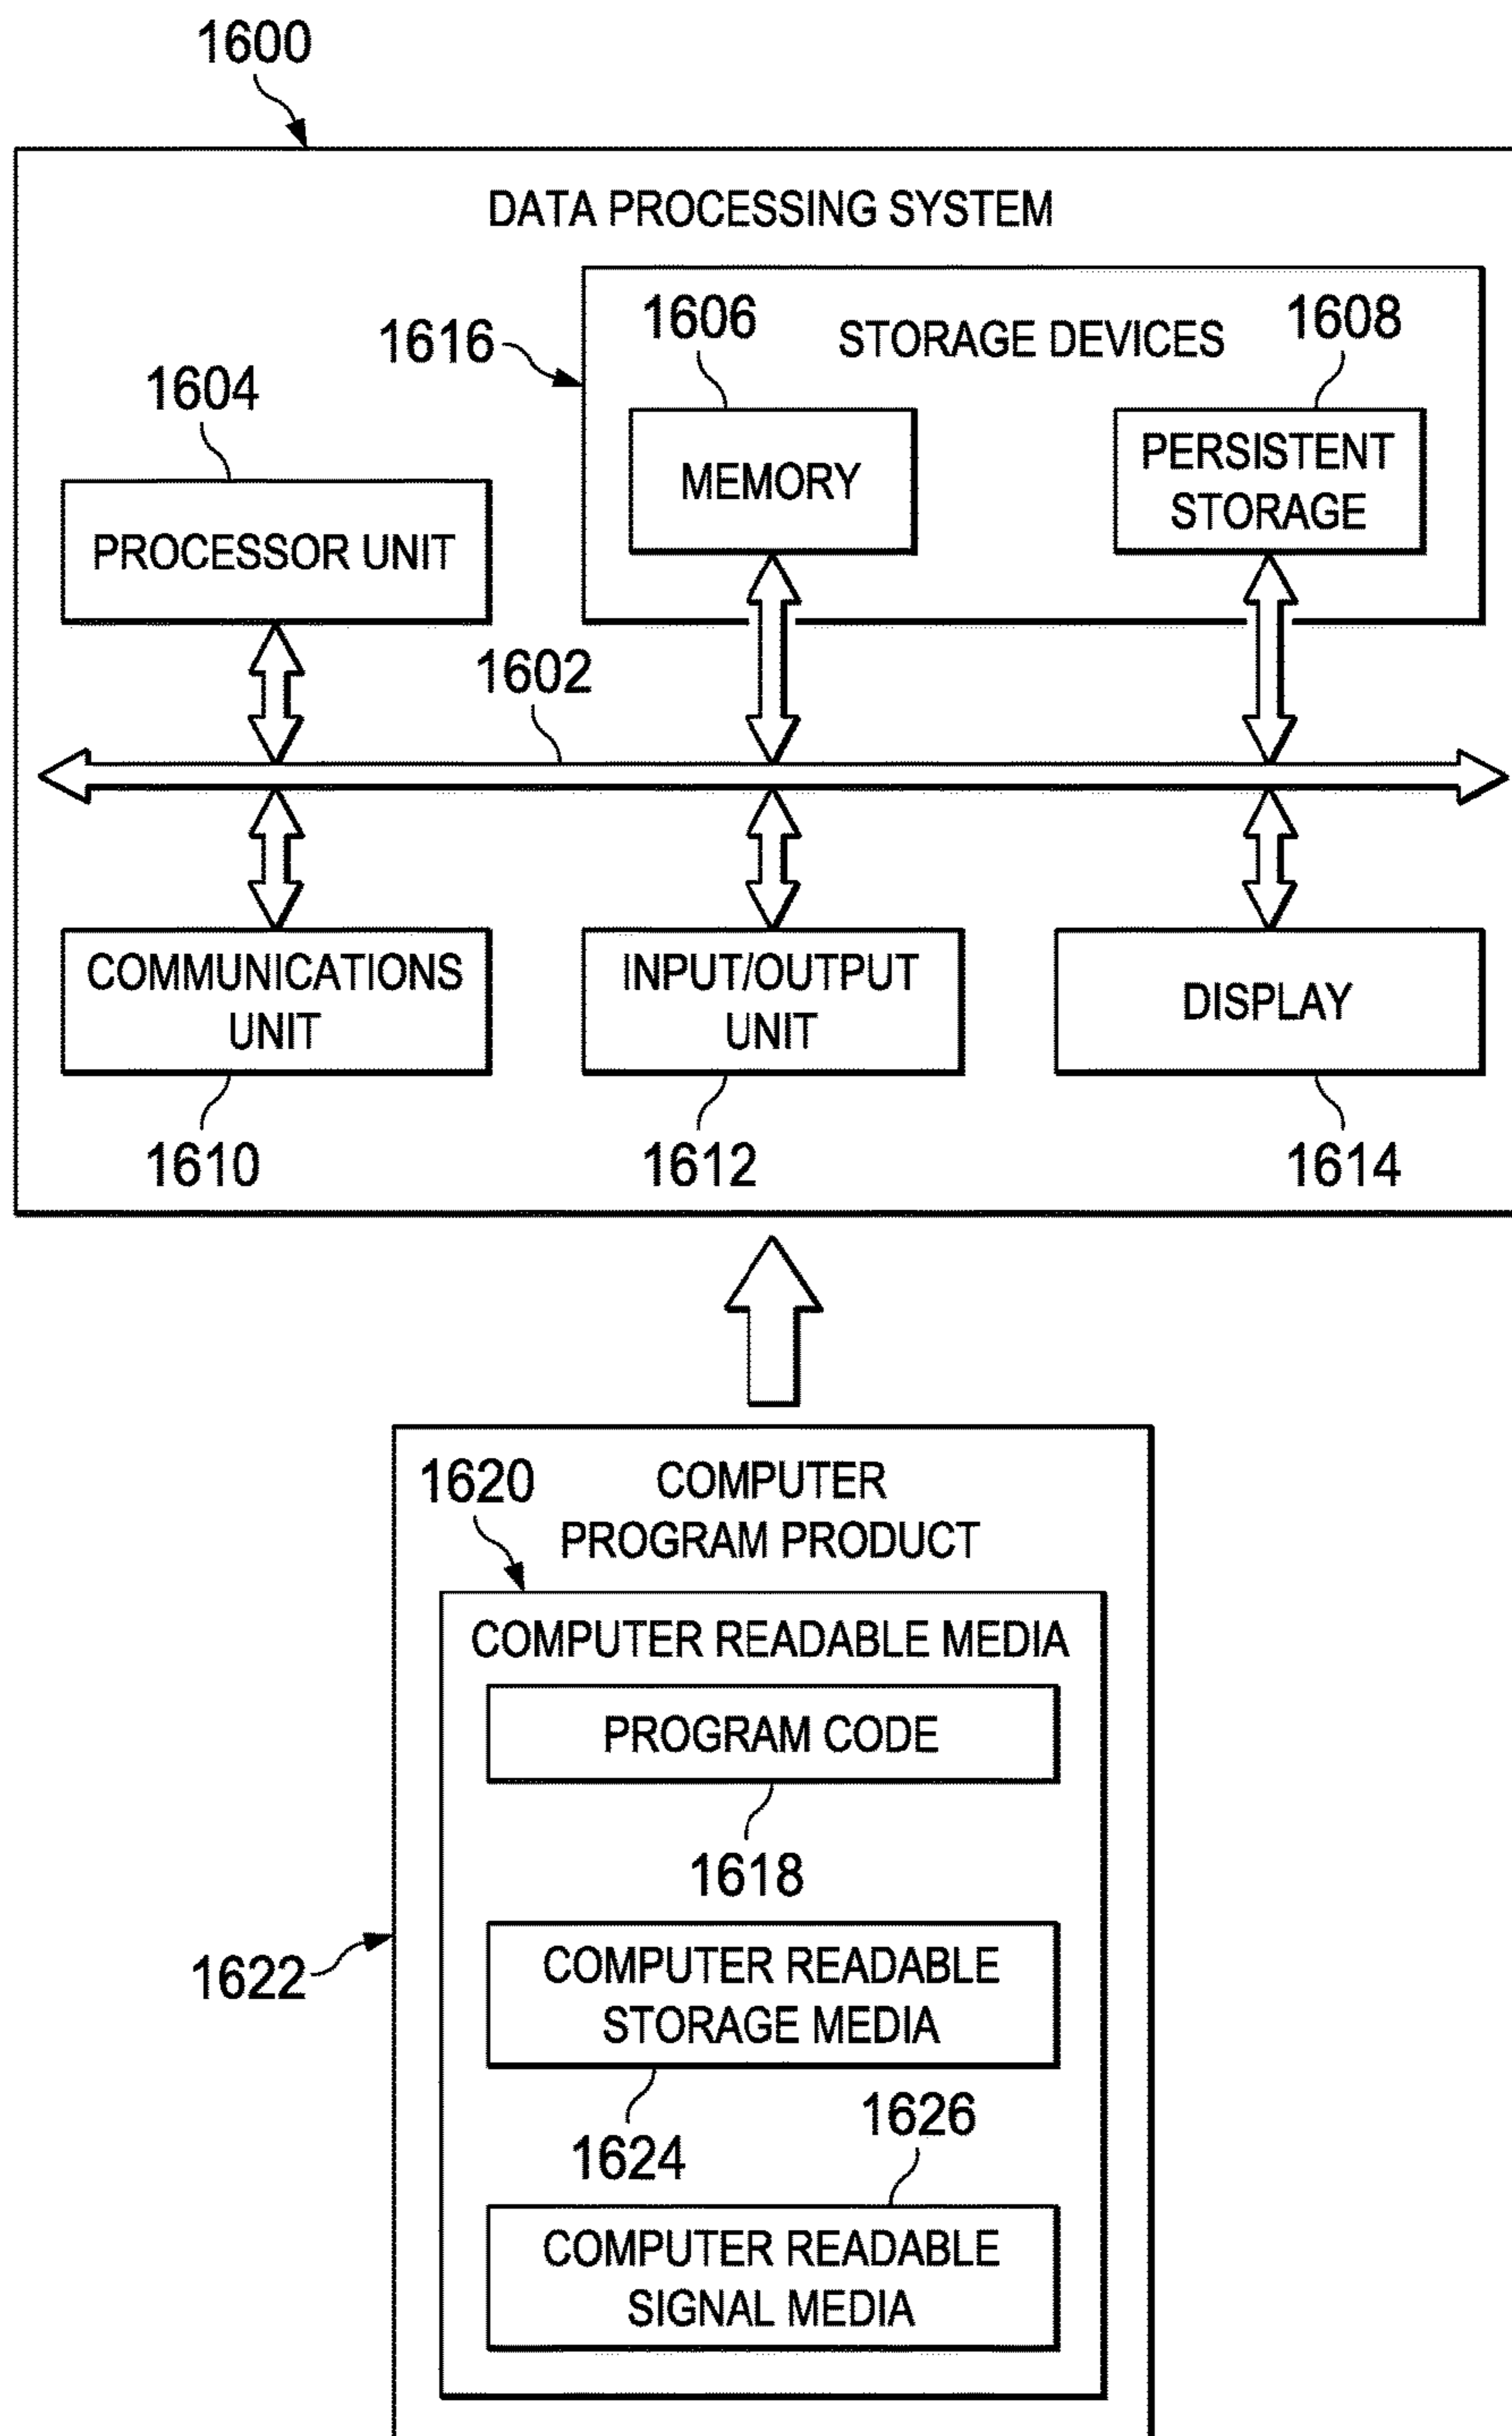 1600
DATA PROCESSING SYSTEM
1616
1606
STORAGE DEVICES
1608
1604
MEMORY
PERSISTENT
STORAGE
PROCESSOR UNIT
1602
COMMUNICATIONS
UNIT
INPUT/OUTPUT
UNIT
DISPLAY
1610
1612
1614
1620
COMPUTER
PROGRAM PRODUCT
COMPUTER READABLE MEDIA
PROGRAM CODE
1618
1622
COMPUTER READABLE
STORAGE MEDIA
1624
1626
COMPUTER READABLE
SIGNAL MEDIA